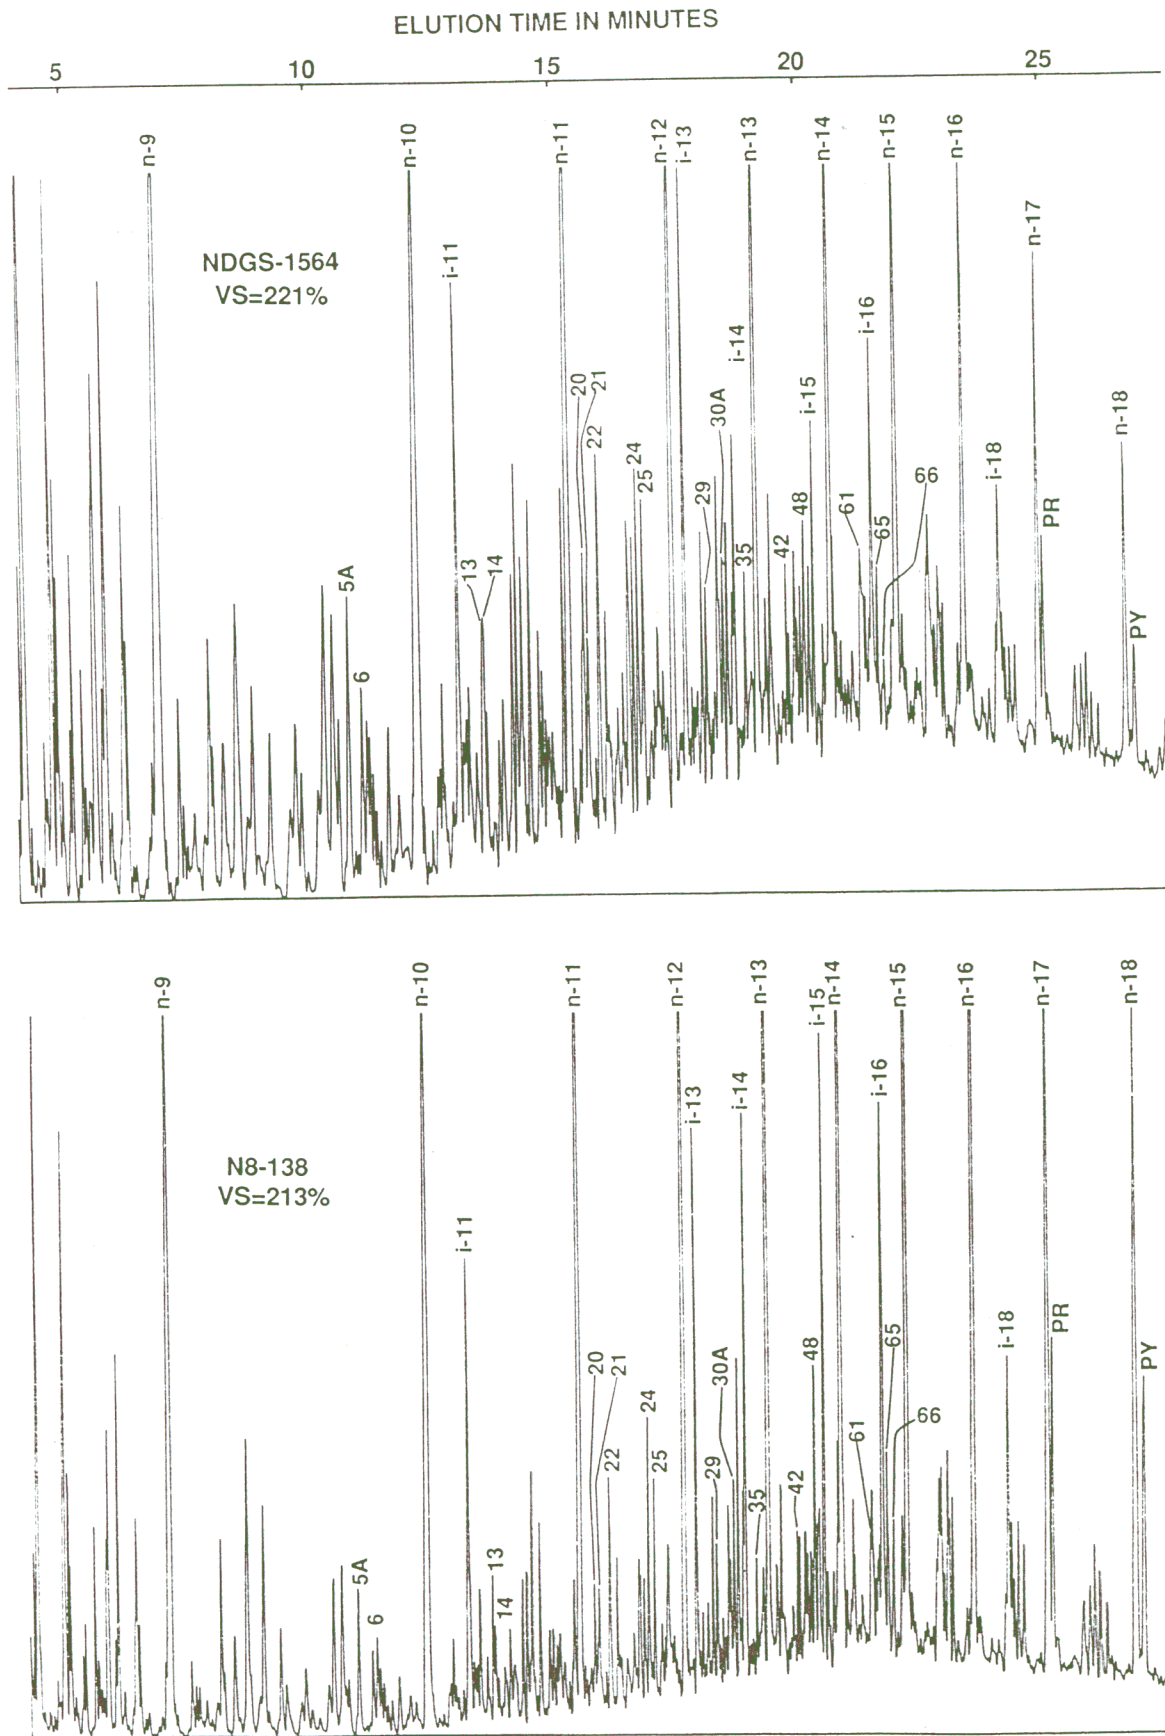 ELUTION TIME IN MINUTES
5 10 15 20 25
n-9
n-10
i-11
n-11
n-12
i-13
n-13
n-14
n-15
n-16
n-17
n-18
NDGS-1564
VS=221%
5A
6
13
14
20
21
22
24
25
29
30A
i-14
35
42
48
i-15
61
i-16
65
66
i-18
PR
PY
n-9
n-10
n-11
n-12
n-13
i-15
n-14
n-15
n-16
n-17
n-18
N8-138
VS=213%
5A
6
i-11
13
14
20
21
22
24
25
i-13
29
30A
i-14
35
42
48
61
i-16
65
66
i-18
PR
PY